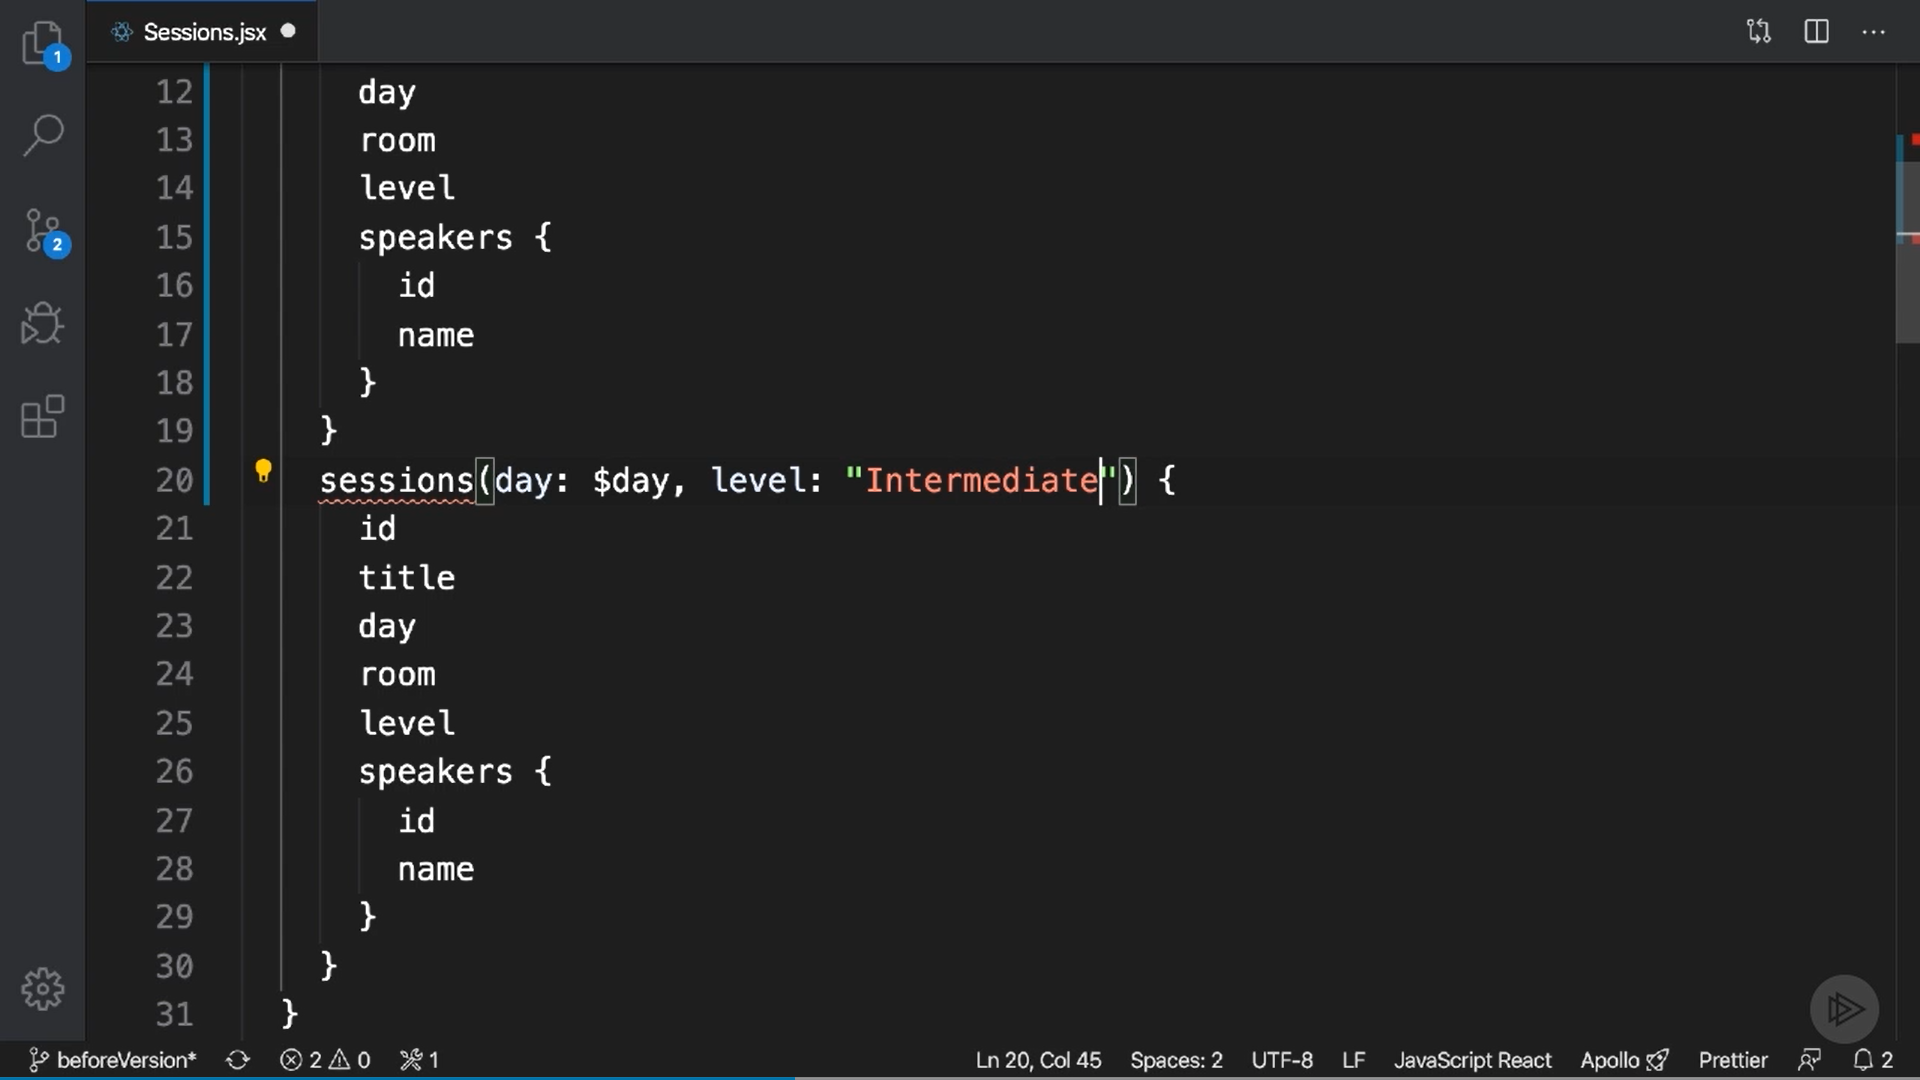 Sessions.jsx
1
12 day
13 room
14 level
15 speakers {
16 id
17 name
18 }
19 }
20 sessions(day: $day, level: "Intermediate") {
21 id
22 title
23 day
24 room
25 level
26 speakers {
27 id
28 name
29 }
30 }
31 }
2
beforeVersion* 2 0 1 Ln 20, Col 45 Spaces: 2 UTF-8 LF JavaScript React Apollo Prettier 2